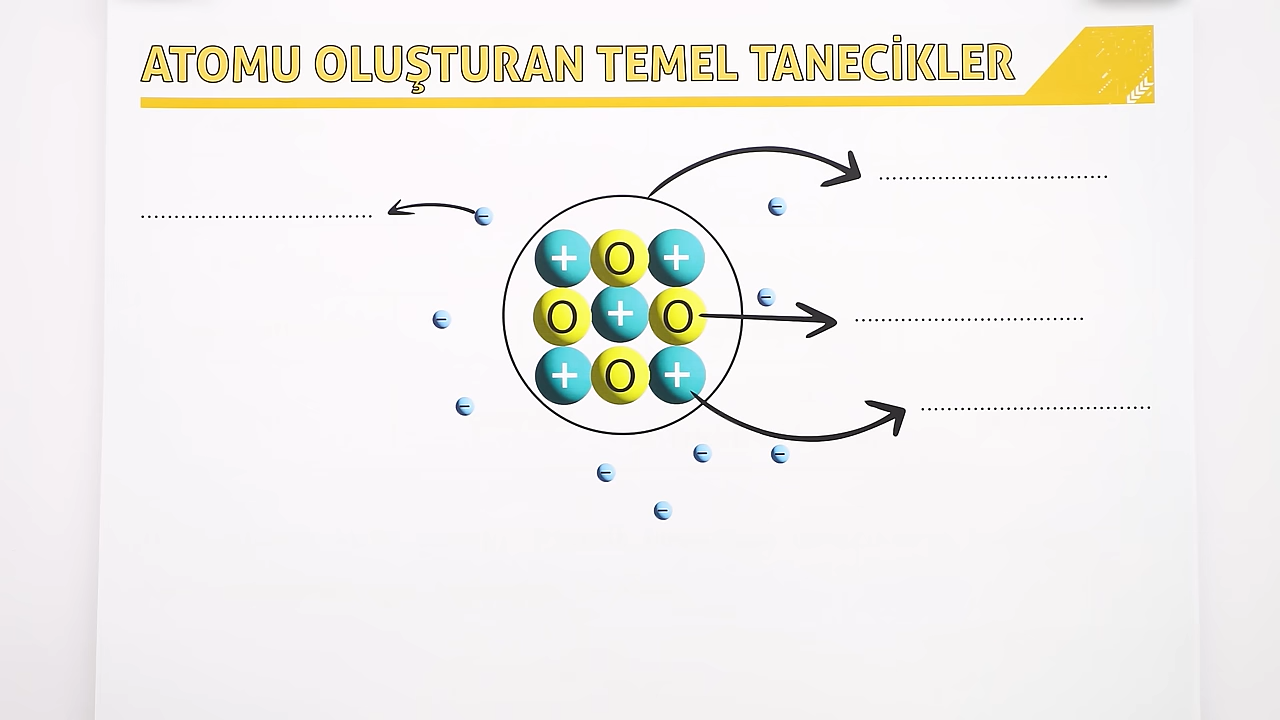 ATOMU OLUŞTURAN TEMEL TANECİKLER
+ O +
O + O
+ O +